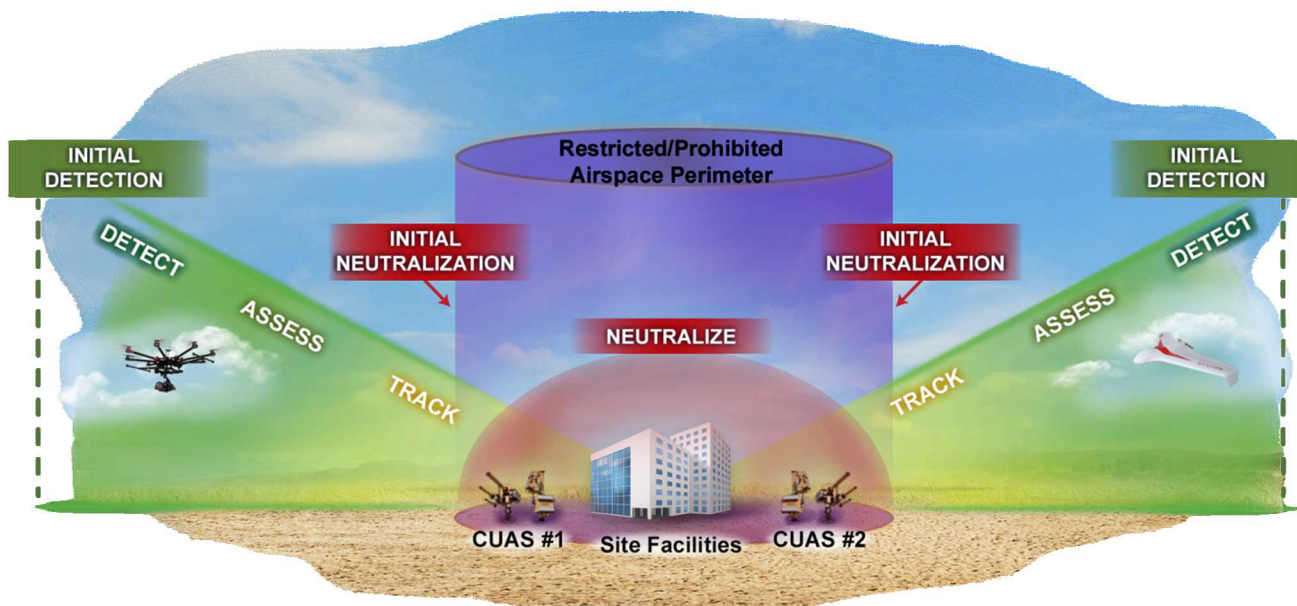 Restricted/Prohibited
Airspace Perimeter
INITIAL
DETECTION
INITIAL
DETECTION
DETECT
ASSESS
TRACK
INITIAL
NEUTRALIZATION
INITIAL
NEUTRALIZATION
DETECT
ASSESS
TRACK
NEUTRALIZE
CUAS #1
Site Facilities
CUAS #2